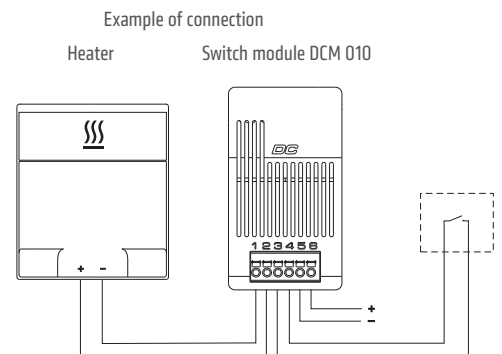 Example of connection
Heater
Switch module DCM 010
DC
1 2 3 4 5 6
+ -
+
-